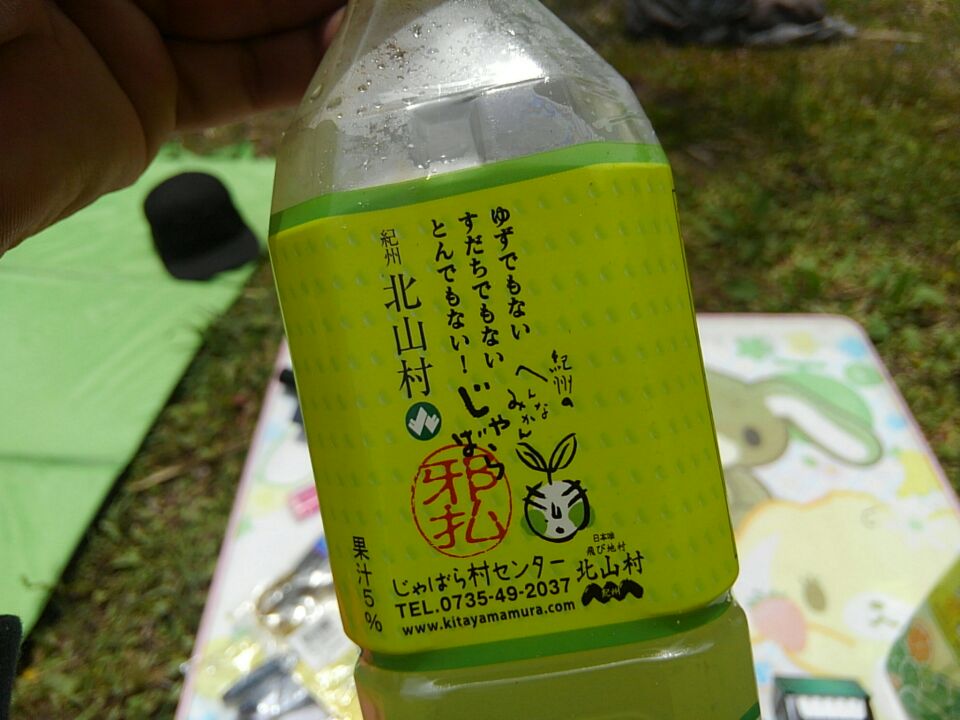 ゆずでもない
すだちでもない
とんでもない!
紀州の
へんなみかん
じゃばら
紀州 北山村
邪払
果汁5%
じゃばら村センター
TEL.0735-49-2037
www.kitayamamura.com
日本唯一
飛び地村
北山村
紀州